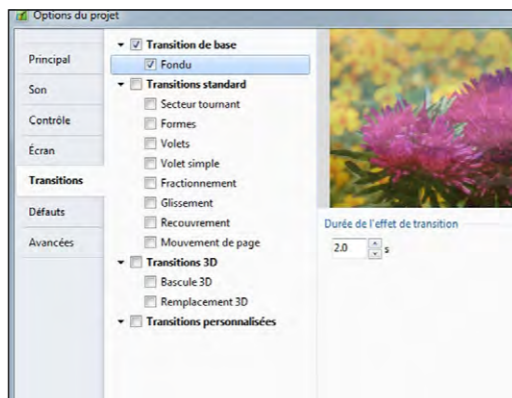 Options du projet
Principal
Son
Contrôle
Écran
Transitions
Défauts
Avancées
Transition de base
Fondu
Transitions standard
Secteur tournant
Formes
Volets
Volet simple
Fractionnement
Glissement
Recouvrement
Mouvement de page
Transitions 3D
Bascule 3D
Remplacement 3D
Transitions personnalisées
Durée de l'effet de transition
2.0 s